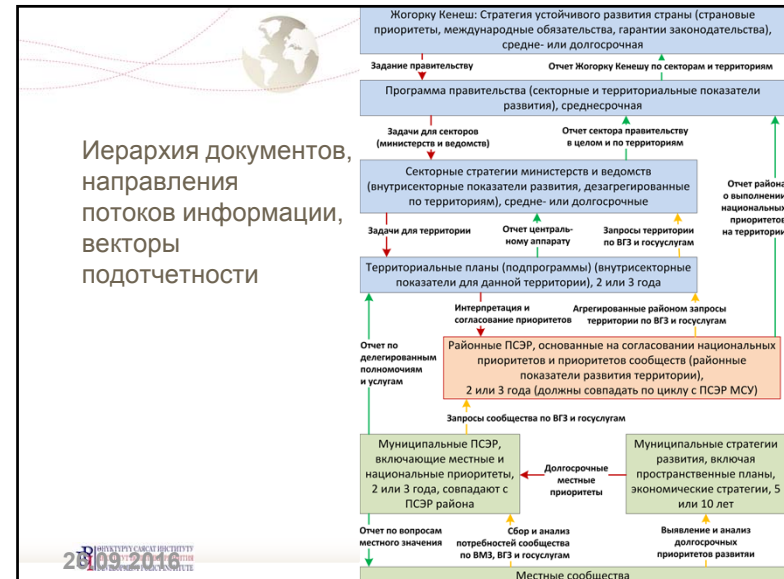 Иерархия документов,
направления
потоков информации,
векторы
подотчетности
Жогорку Кенеш: Стратегия устойчивого развития страны (страновые
приоритеты, международные обязательства, гарантии законодательства),
средне- или долгосрочная
Задание правительству
Отчет Жогорку Кенешу по секторам и территориям
Программа правительства (секторные и территориальные показатели
развития), среднесрочная
Задачи для секторов
(министерств и ведомств)
Отчет сектора правительству
в целом и по территориям
Секторные стратегии министерств и ведомств
(внутрисекторные показатели развития, дезагрегированные
по территориям), средне- или долгосрочные
Отчет района
о выполнении
национальных
приоритетов
на территории
Задачи для территории
Отчет централь-
ному аппарату
Запросы территории
по ВГЗ и госуслугам
Территориальные планы (подпрограммы) (внутрисекторные
показатели для данной территории), 2 или 3 года
Интерпретация и
согласование приоритетов
Агрегированные районом запросы
территории по ВГЗ и госуслугам
Отчет по
делегированным
полномочиям
и услугам
Районные ПСЭР, основанные на согласовании национальных
приоритетов и приоритетов сообществ (районные
показатели развития территории),
2 или 3 года (должны совпадать по циклу с ПСЭР МСУ)
Запросы сообщества по ВГЗ и госуслугам
Муниципальные ПСЭР,
включающие местные и
национальные приоритеты,
2 или 3 года, совпадают с
ПСЭР района
Долгосрочные
местные
приоритеты
Муниципальные стратегии
развития, включая
пространственные планы,
экономические стратегии, 5
или 10 лет
Отчет по вопросам
местного значения
Сбор и анализ
потребностей сообщества
по ВМЗ, ВГЗ и госуслугам
Выявление и анализ
долгосрочных
приоритетов развития
Местные сообщества
28.09.2016